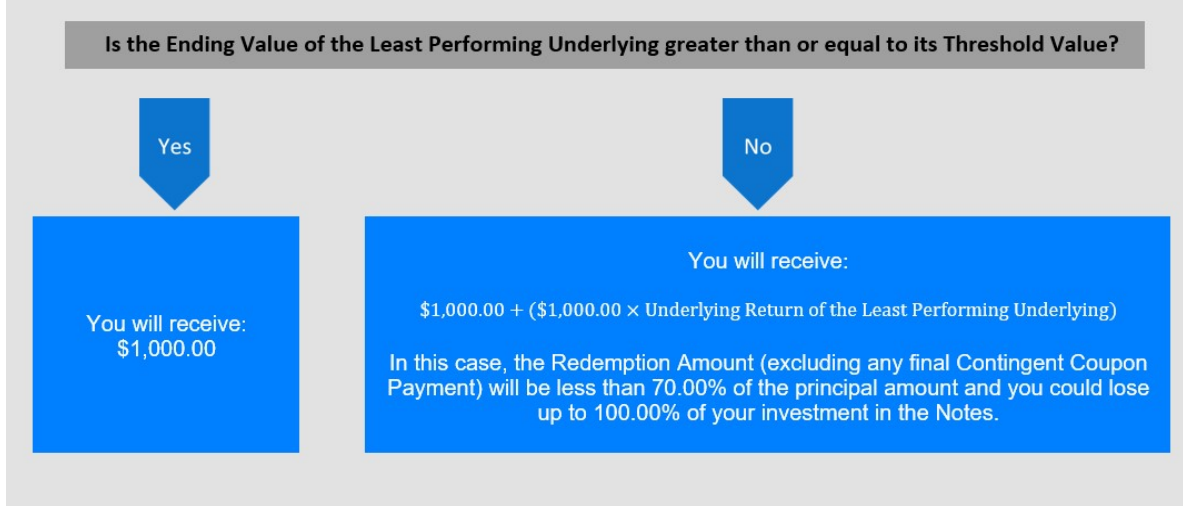 Is the Ending Value of the Least Performing Underlying greater than or equal to its Threshold Value?
Yes
No
You will receive:
$1,000.00
You will receive:
$1,000.00 + ($1,000.00 × Underlying Return of the Least Performing Underlying)
In this case, the Redemption Amount (excluding any final Contingent Coupon
Payment) will be less than 70.00% of the principal amount and you could lose
up to 100.00% of your investment in the Notes.